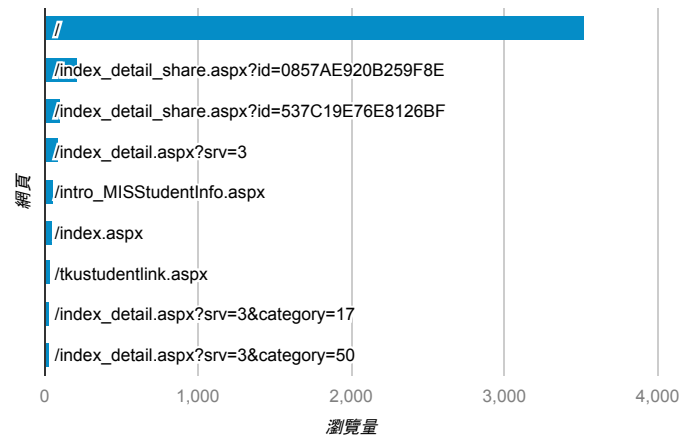 /
/index_detail_share.aspx?id=0857AE920B259F8E
/index_detail_share.aspx?id=537C19E76E8126BF
/index_detail.aspx?srv=3
/intro_MISStudentInfo.aspx
/index.aspx
/tkustudentlink.aspx
/index_detail.aspx?srv=3&category=17
/index_detail.aspx?srv=3&category=50
網頁
0 1,000 2,000 3,000 4,000
瀏覽量